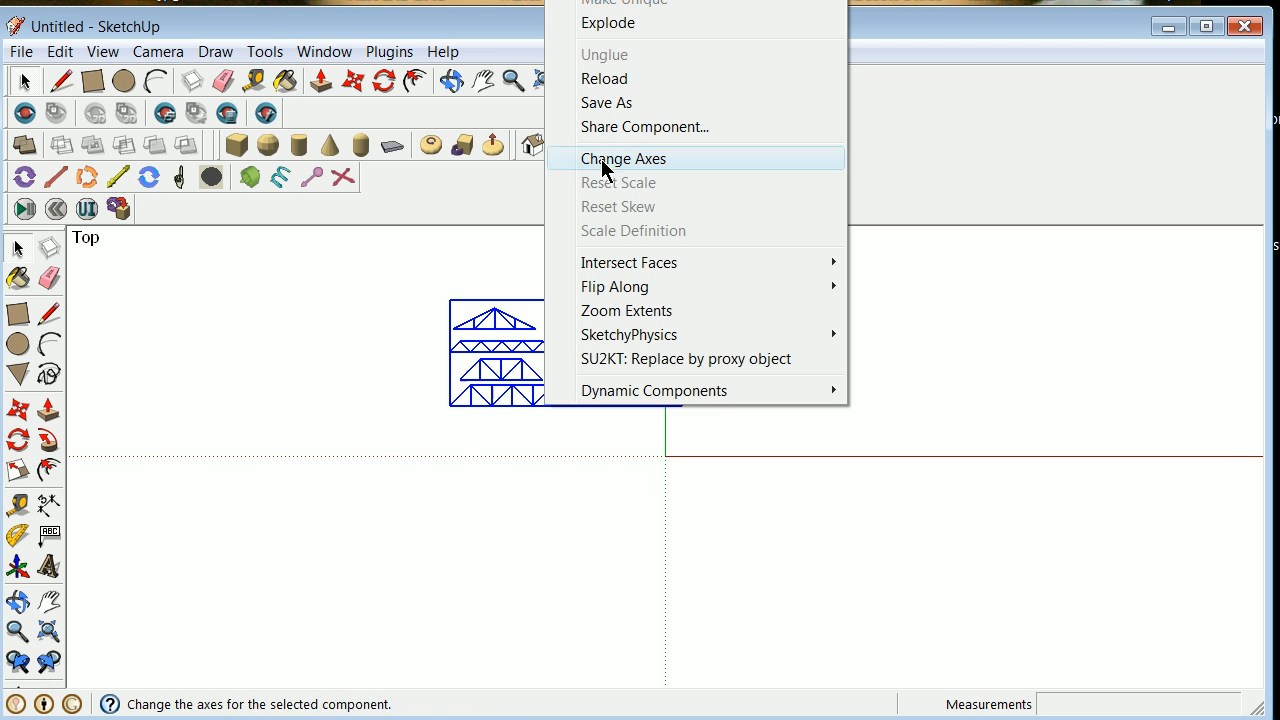 Untitled - SketchUp
File Edit View Camera Draw Tools Window Plugins Help
Make Unique
Explode
Unglue
Reload
Save As
Share Component...
Change Axes
Reset Scale
Reset Skew
Scale Definition
Intersect Faces
Flip Along
Zoom Extents
SketchyPhysics
SU2KT: Replace by proxy object
Dynamic Components
UI
Top
ABC
Change the axes for the selected component.
Measurements